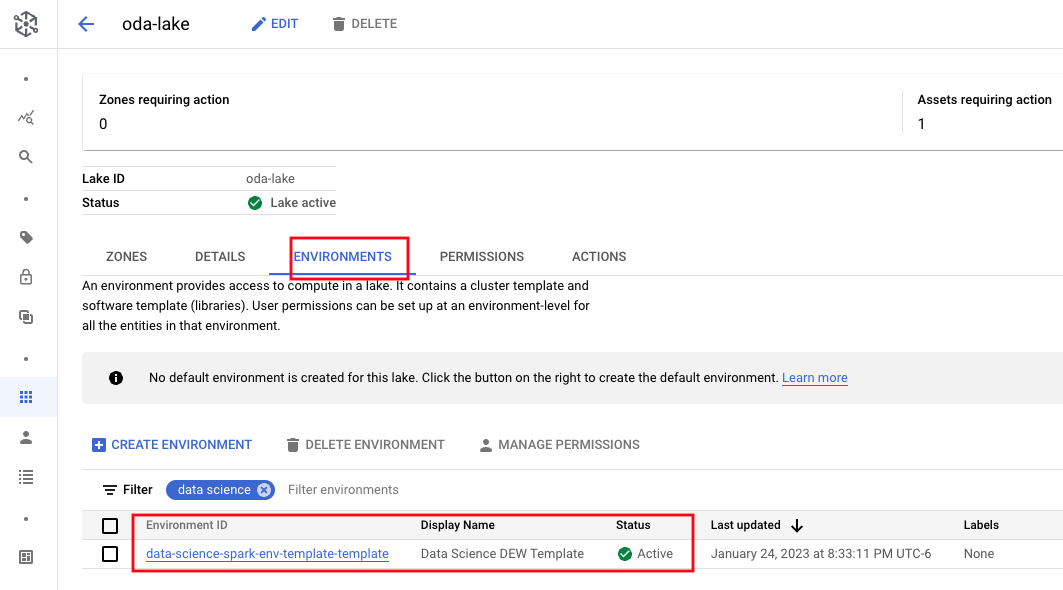 oda-lake EDIT DELETE
Zones requiring action Assets requiring action
0 1
Lake ID oda-lake
Status Lake active
ZONES DETAILS ENVIRONMENTS PERMISSIONS ACTIONS
An environment provides access to compute in a lake. It contains a cluster template and
software template (libraries). User permissions can be set up at an environment-level for
all the entities in that environment.
No default environment is created for this lake. Click the button on the right to create the default environment. Learn more
CREATE ENVIRONMENT DELETE ENVIRONMENT MANAGE PERMISSIONS
Filter data science Filter environments
Environment ID Display Name Status Last updated Labels
data-science-spark-env-template-template Data Science DEW Template Active January 24, 2023 at 8:33:11 PM UTC-6 None